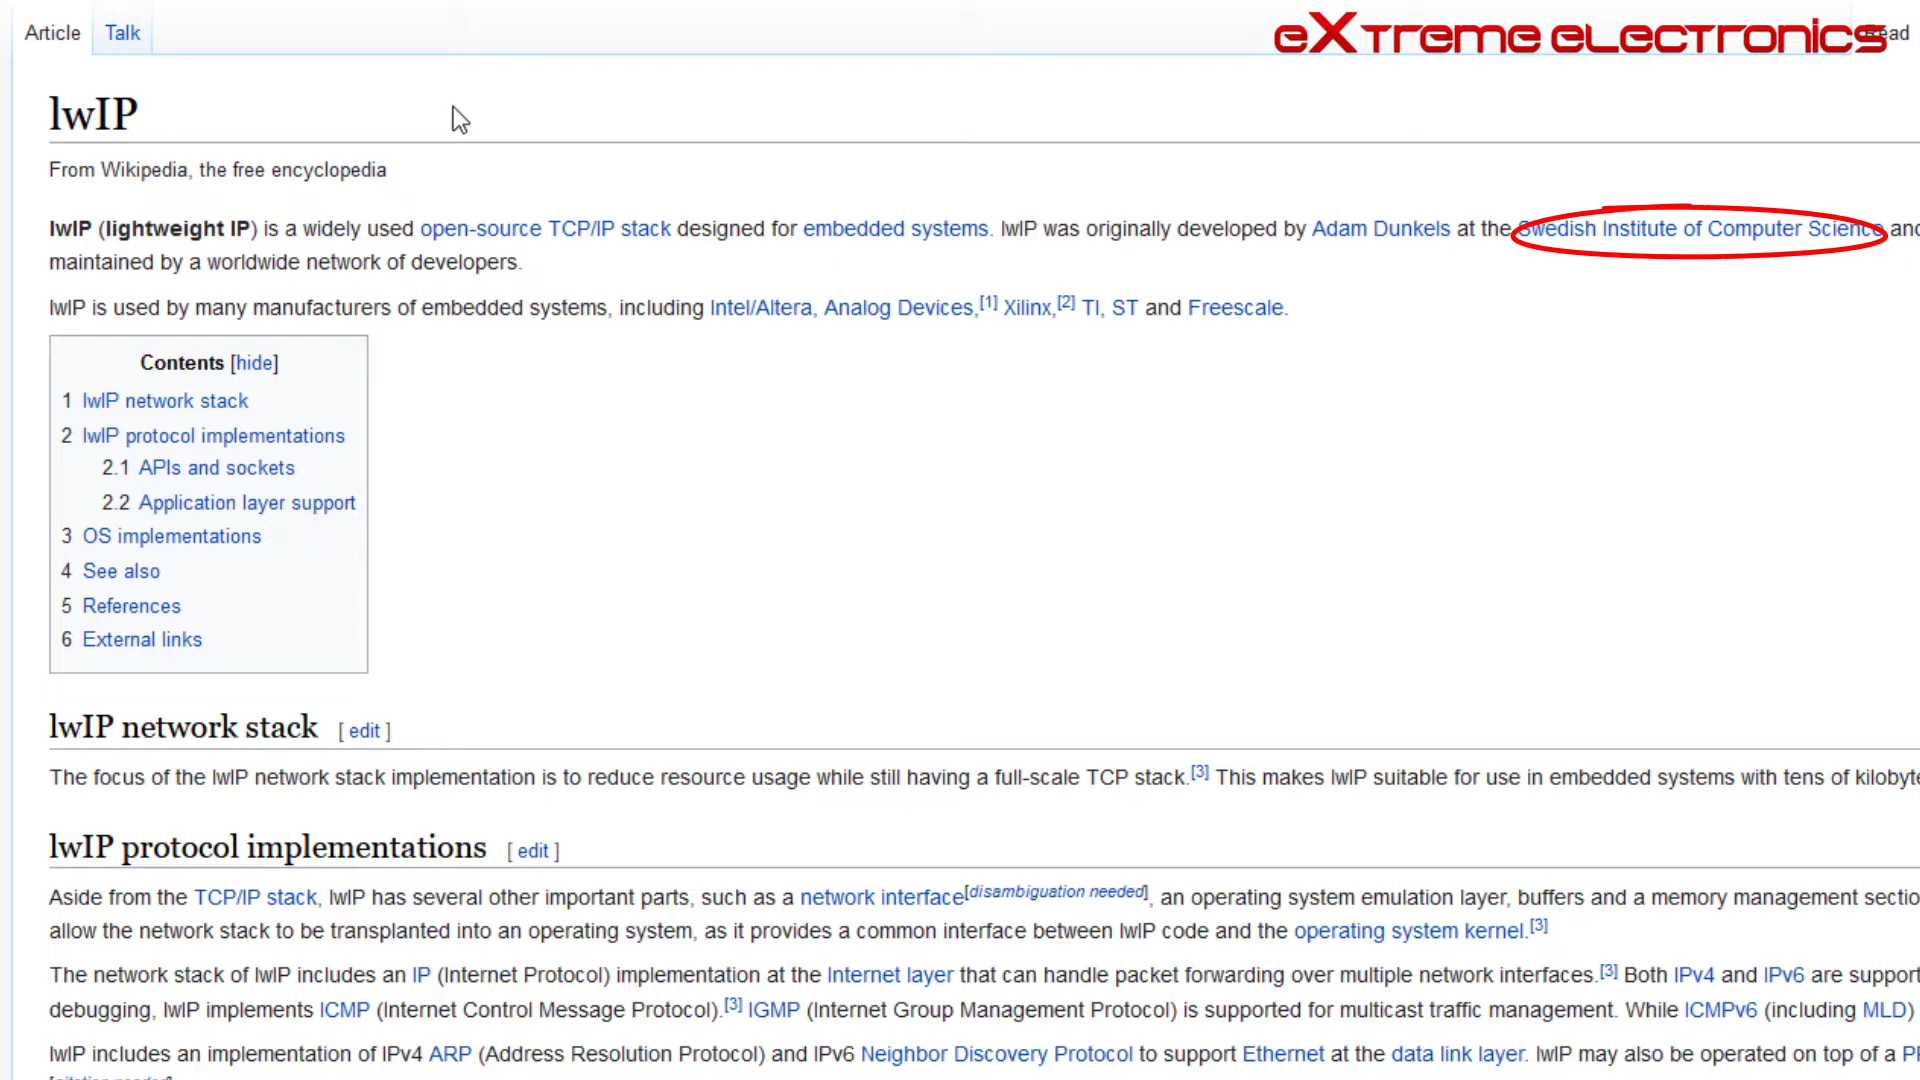 Article Talk Read
eXtreme eLectronics
lwIP
From Wikipedia, the free encyclopedia
lwIP (lightweight IP) is a widely used open-source TCP/IP stack designed for embedded systems. lwIP was originally developed by Adam Dunkels at the Swedish Institute of Computer Science and
maintained by a worldwide network of developers.
lwIP is used by many manufacturers of embedded systems, including Intel/Altera, Analog Devices,[1] Xilinx,[2] TI, ST and Freescale.
Contents [hide]
1 lwIP network stack
2 lwIP protocol implementations
2.1 APIs and sockets
2.2 Application layer support
3 OS implementations
4 See also
5 References
6 External links
lwIP network stack [ edit ]
The focus of the lwIP network stack implementation is to reduce resource usage while still having a full-scale TCP stack.[3] This makes lwIP suitable for use in embedded systems with tens of kilobyte
lwIP protocol implementations [ edit ]
Aside from the TCP/IP stack, lwIP has several other important parts, such as a network interface[disambiguation needed], an operating system emulation layer, buffers and a memory management sectio
allow the network stack to be transplanted into an operating system, as it provides a common interface between lwIP code and the operating system kernel.[3]
The network stack of lwIP includes an IP (Internet Protocol) implementation at the Internet layer that can handle packet forwarding over multiple network interfaces.[3] Both IPv4 and IPv6 are support
debugging, lwIP implements ICMP (Internet Control Message Protocol).[3] IGMP (Internet Group Management Protocol) is supported for multicast traffic management. While ICMPv6 (including MLD)
lwIP includes an implementation of IPv4 ARP (Address Resolution Protocol) and IPv6 Neighbor Discovery Protocol to support Ethernet at the data link layer. lwIP may also be operated on top of a PP